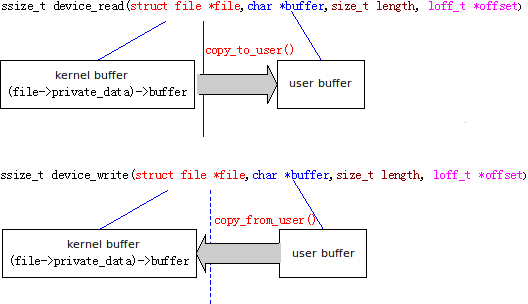 ssize_t device_read(struct file *file,char *buffer,size_t length, loff_t *offset)
copy_to_user()
kernel buffer
(file->private_data)->buffer
user buffer
ssize_t device_write(struct file *file,char *buffer,size_t length, loff_t *offset)
copy_from_user()
kernel buffer
(file->private_data)->buffer
user buffer